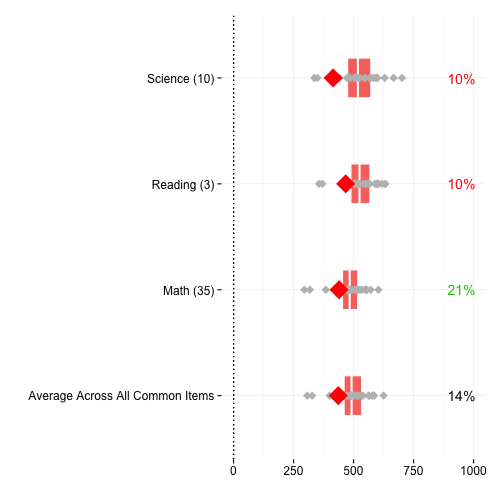 Science (10) 10%
Reading (3) 10%
Math (35) 21%
Average Across All Common Items 14%
0 250 500 750 1000